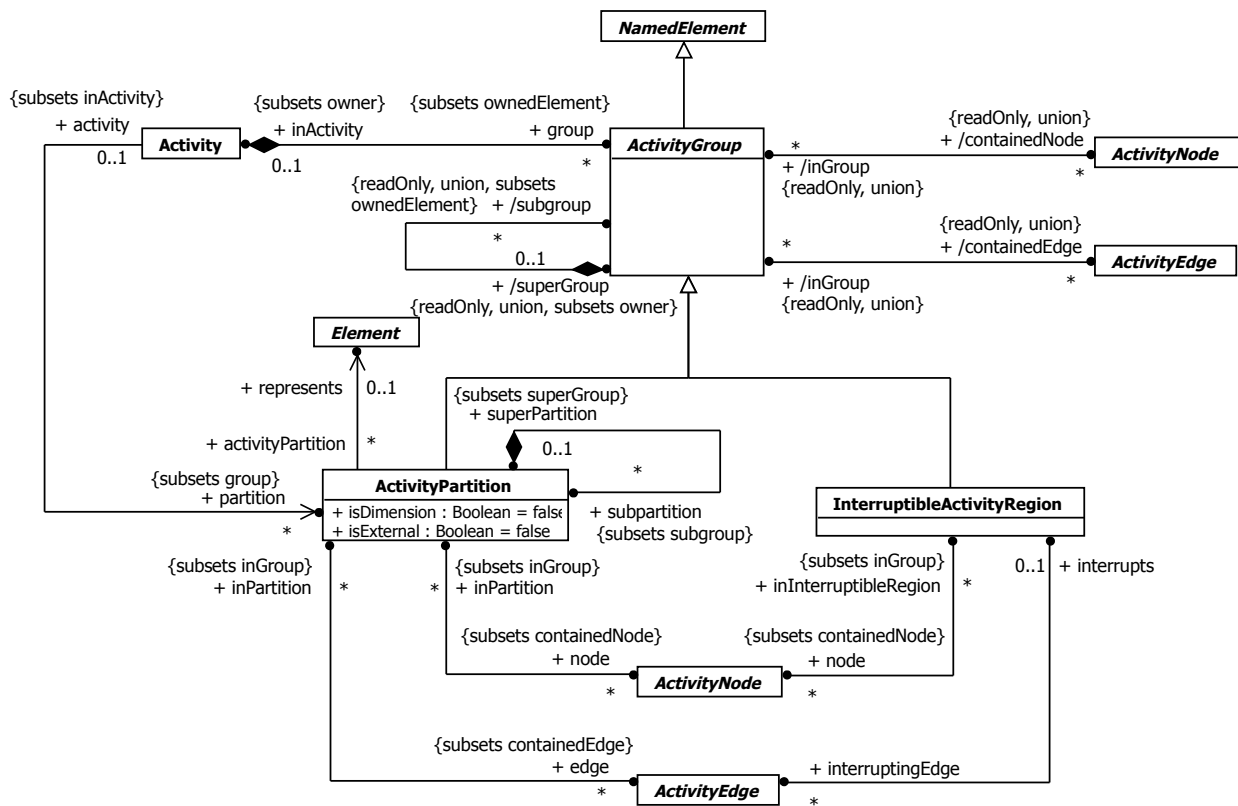 NamedElement
{subsets inActivity}
+ activity
0..1
Activity
{subsets owner}
+ inActivity
0..1
{subsets ownedElement}
+ group
*
ActivityGroup
*
+ /inGroup
{readOnly, union}
{readOnly, union}
+ /containedNode
*
ActivityNode
{readOnly, union, subsets
ownedElement} + /subgroup
*
0..1
+ /superGroup
{readOnly, union, subsets owner}
*
+ /inGroup
{readOnly, union}
{readOnly, union}
+ /containedEdge
*
ActivityEdge
Element
+ represents
0..1
+ activityPartition
*
{subsets superGroup}
+ superPartition
0..1
*
+ subpartition
{subsets subgroup}
{subsets group}
+ partition
*
ActivityPartition
+ isDimension : Boolean = false
+ isExternal : Boolean = false
InterruptibleActivityRegion
{subsets inGroup}
+ inPartition
*
{subsets inGroup}
+ inPartition
*
{subsets inGroup}
+ inInterruptibleRegion
*
0..1
+ interrupts
{subsets containedNode}
+ node
*
ActivityNode
{subsets containedNode}
+ node
*
{subsets containedEdge}
+ edge
*
ActivityEdge
+ interruptingEdge
*